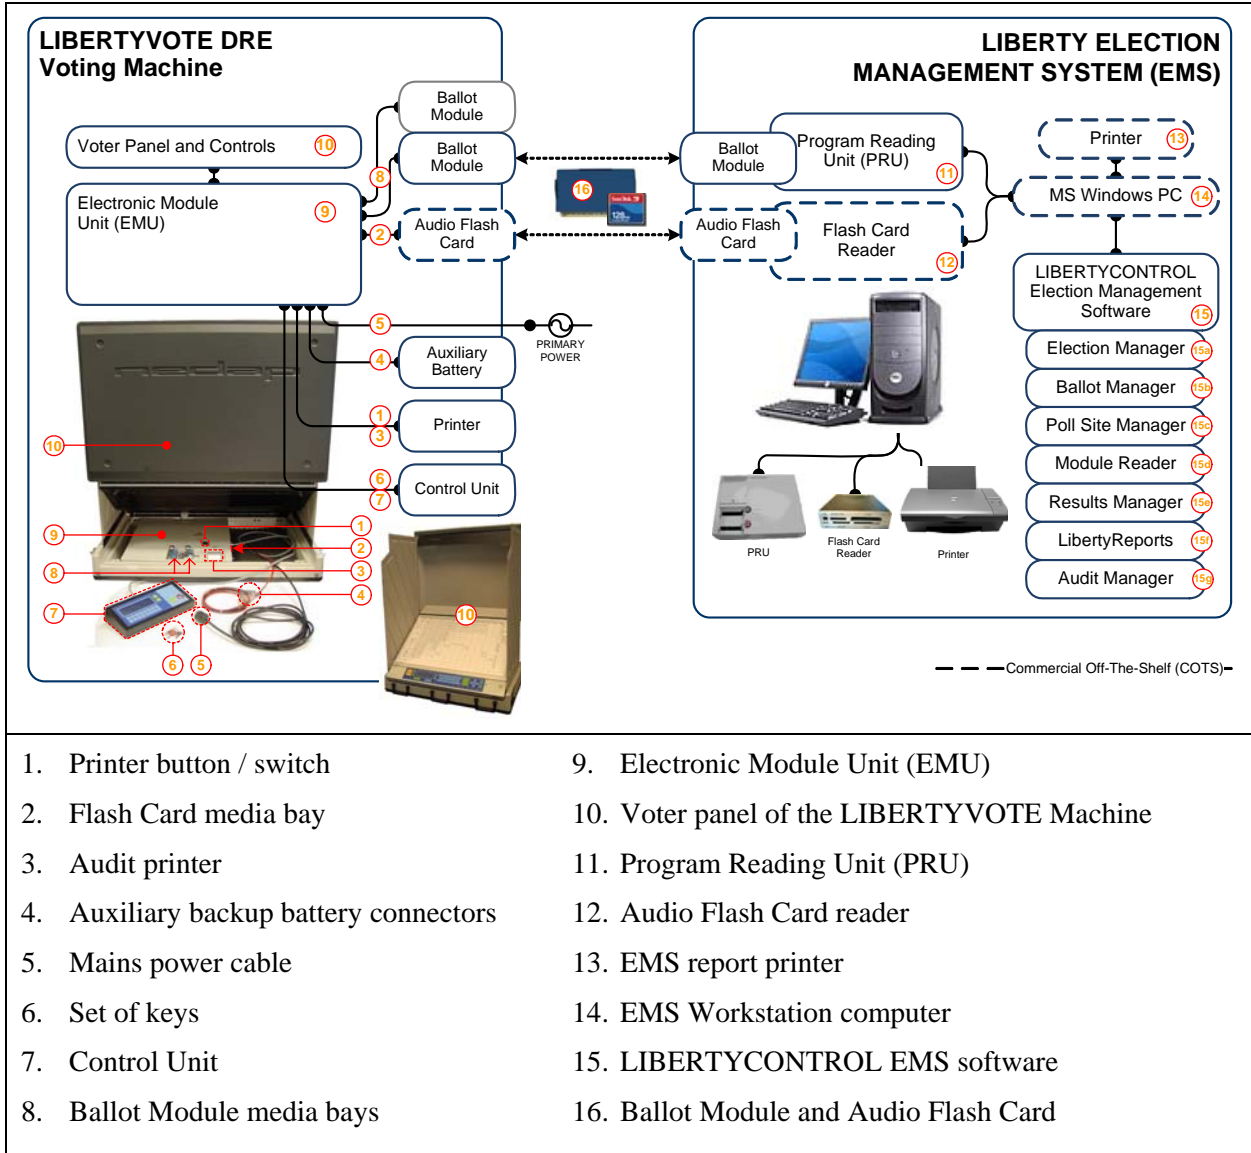 LIBERTYVOTE DRE
Voting Machine
LIBERTY ELECTION
MANAGEMENT SYSTEM (EMS)
Ballot
Module
Voter Panel and Controls 10
Ballot
Module
8
Electronic Module
Unit (EMU)
9
2
Audio Flash
Card
16
Ballot
Module
Program Reading
Unit (PRU)
11
Audio Flash
Card
Flash Card
Reader
12
Printer 13
MS Windows PC 14
LIBERTYCONTROL
Election Management
Software
15
Election Manager 15a
Ballot Manager 15b
Poll Site Manager 15c
Module Reader 15d
Results Manager 15e
LibertyReports 15f
Audit Manager 15g
5
PRIMARY
POWER
4
Auxiliary
Battery
1
3
Printer
6
7
Control Unit
nedap
10
9
8
7
6
5
1
2
3
4
10
PRU
Flash Card
Reader
Printer
Commercial Off-The-Shelf (COTS)
1. Printer button / switch
2. Flash Card media bay
3. Audit printer
4. Auxiliary backup battery connectors
5. Mains power cable
6. Set of keys
7. Control Unit
8. Ballot Module media bays
9. Electronic Module Unit (EMU)
10. Voter panel of the LIBERTYVOTE Machine
11. Program Reading Unit (PRU)
12. Audio Flash Card reader
13. EMS report printer
14. EMS Workstation computer
15. LIBERTYCONTROL EMS software
16. Ballot Module and Audio Flash Card